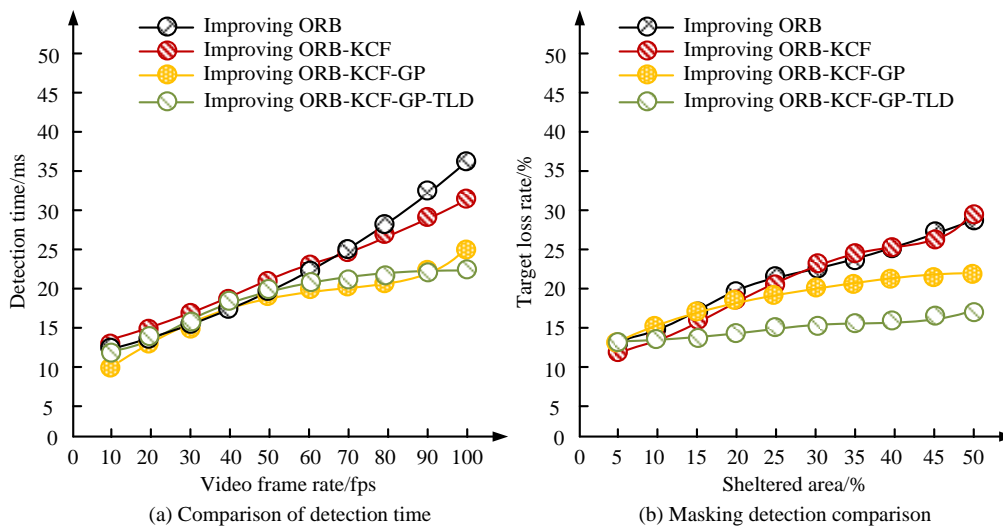 Improving ORB
Improving ORB-KCF
Improving ORB-KCF-GP
Improving ORB-KCF-GP-TLD
50
45
40
35
30
25
20
15
10
5
0
Detection time/ms
0 10 20 30 40 50 60 70 80 90 100
Video frame rate/fps
(a) Comparison of detection time
Improving ORB
Improving ORB-KCF
Improving ORB-KCF-GP
Improving ORB-KCF-GP-TLD
50
45
40
35
30
25
20
15
10
5
0
Target loss rate/%
0 5 10 15 20 25 30 35 40 45 50
Sheltered area/%
(b) Masking detection comparison